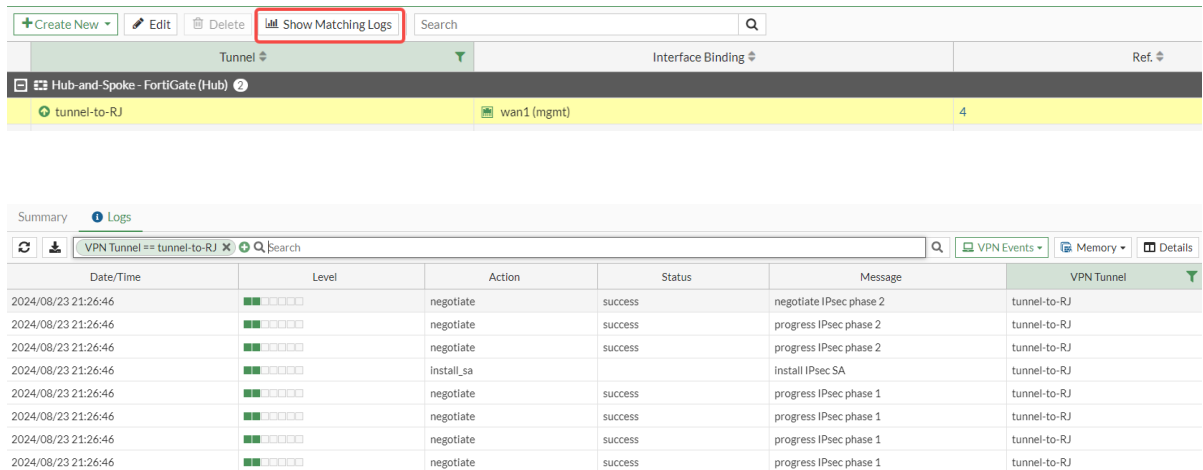 +Create New Edit Delete Show Matching Logs Search
Tunnel Interface Binding Ref.
Hub-and-Spoke - FortiGate (Hub) 2
tunnel-to-RJ wan1 (mgmt) 4
Summary Logs
VPN Tunnel == tunnel-to-RJ Search VPN Events Memory Details
Date/Time Level Action Status Message VPN Tunnel
2024/08/23 21:26:46 negotiate success negotiate IPsec phase 2 tunnel-to-RJ
2024/08/23 21:26:46 negotiate success progress IPsec phase 2 tunnel-to-RJ
2024/08/23 21:26:46 negotiate success progress IPsec phase 2 tunnel-to-RJ
2024/08/23 21:26:46 install_sa install IPsec SA tunnel-to-RJ
2024/08/23 21:26:46 negotiate success progress IPsec phase 1 tunnel-to-RJ
2024/08/23 21:26:46 negotiate success progress IPsec phase 1 tunnel-to-RJ
2024/08/23 21:26:46 negotiate success progress IPsec phase 1 tunnel-to-RJ
2024/08/23 21:26:46 negotiate success progress IPsec phase 1 tunnel-to-RJ